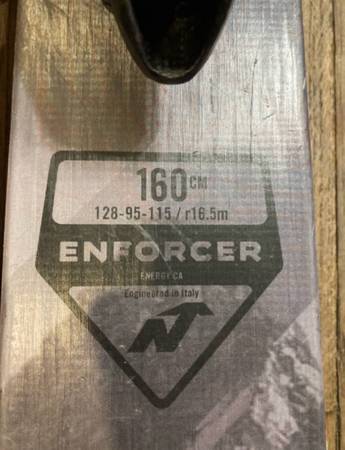 160CM
128-95-115 / r16.5m
ENFORCER
ENERGY CA
Engineered in Italy